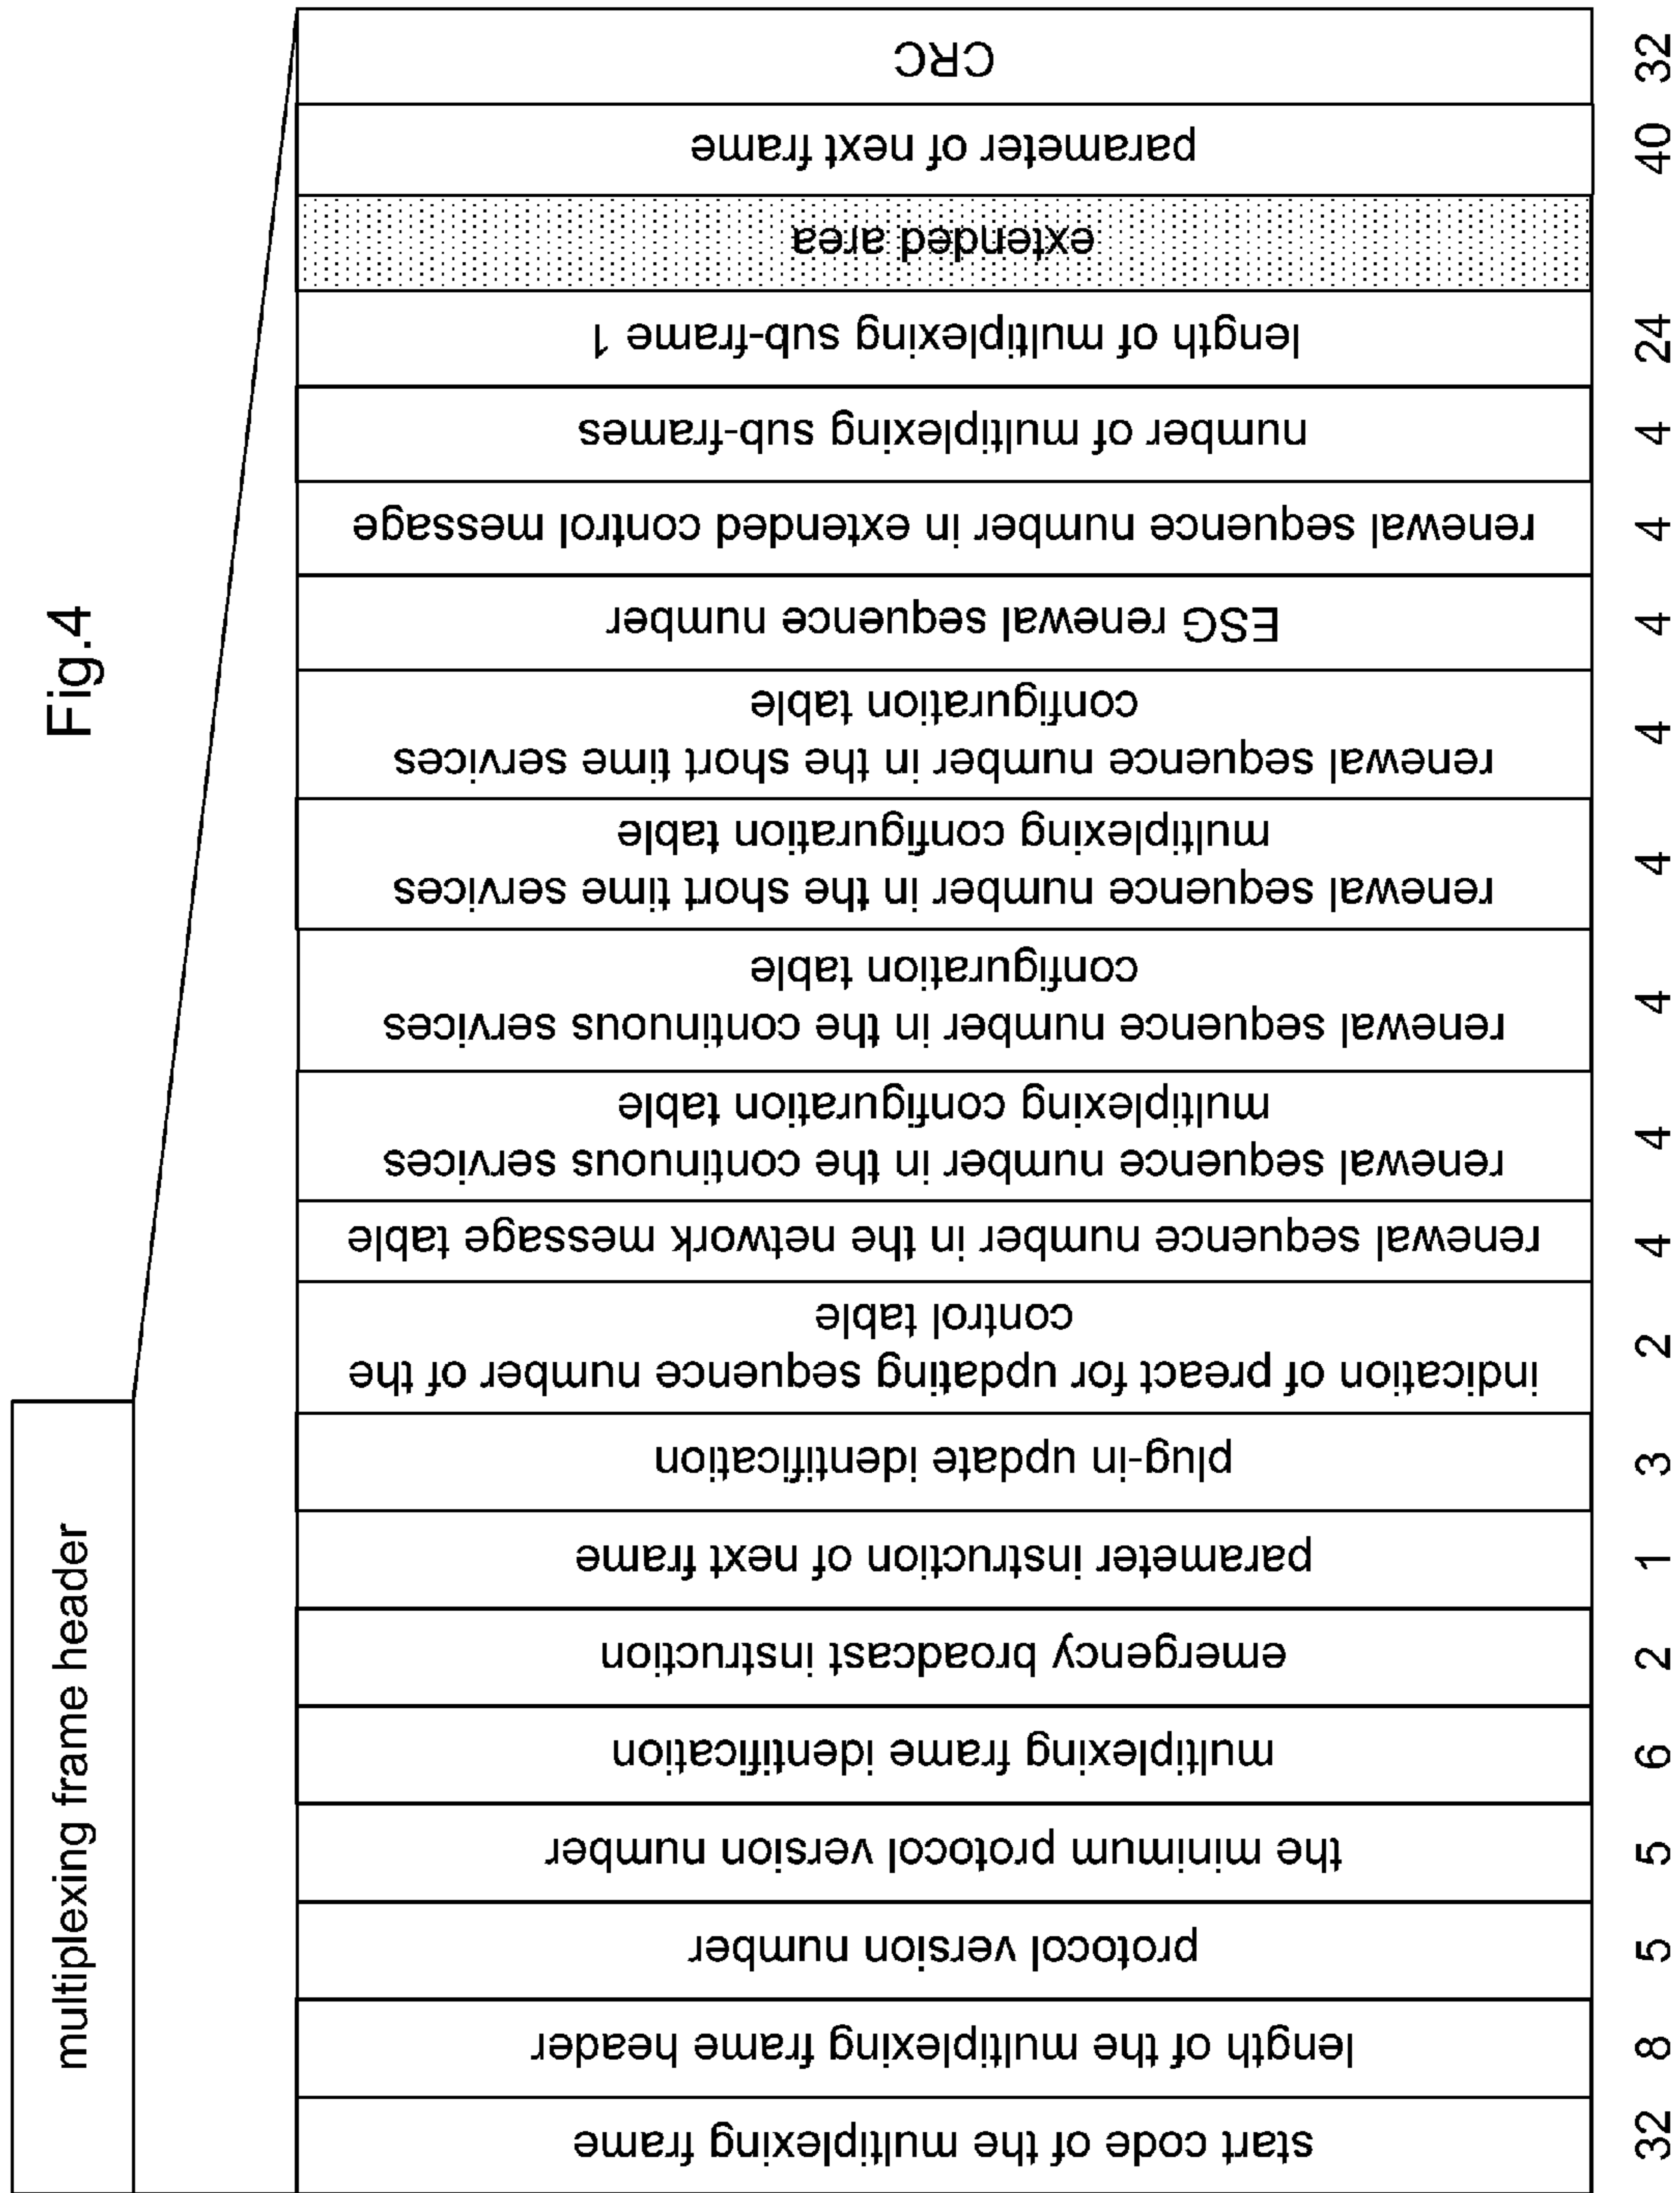 Fig.4
multiplexing frame header
start code of the multiplexing frame
32
length of the multiplexing frame header
8
protocol version number
5
the minimum protocol version number
5
multiplexing frame identification
6
emergency broadcast instruction
2
parameter instruction of next frame
1
plug-in update identification
3
indication of preact for updating sequence number of the
control table
2
renewal sequence number in the network message table
4
renewal sequence number in the continuous services
multiplexing configuration table
4
renewal sequence number in the continuous services
configuration table
4
renewal sequence number in the short time services
multiplexing configuration table
4
renewal sequence number in the short time services
configuration table
4
ESG renewal sequence number
4
renewal sequence number in extended control message
4
number of multiplexing sub-frames
4
length of multiplexing sub-frame 1
24
extended area
parameter of next frame
40
CRC
32